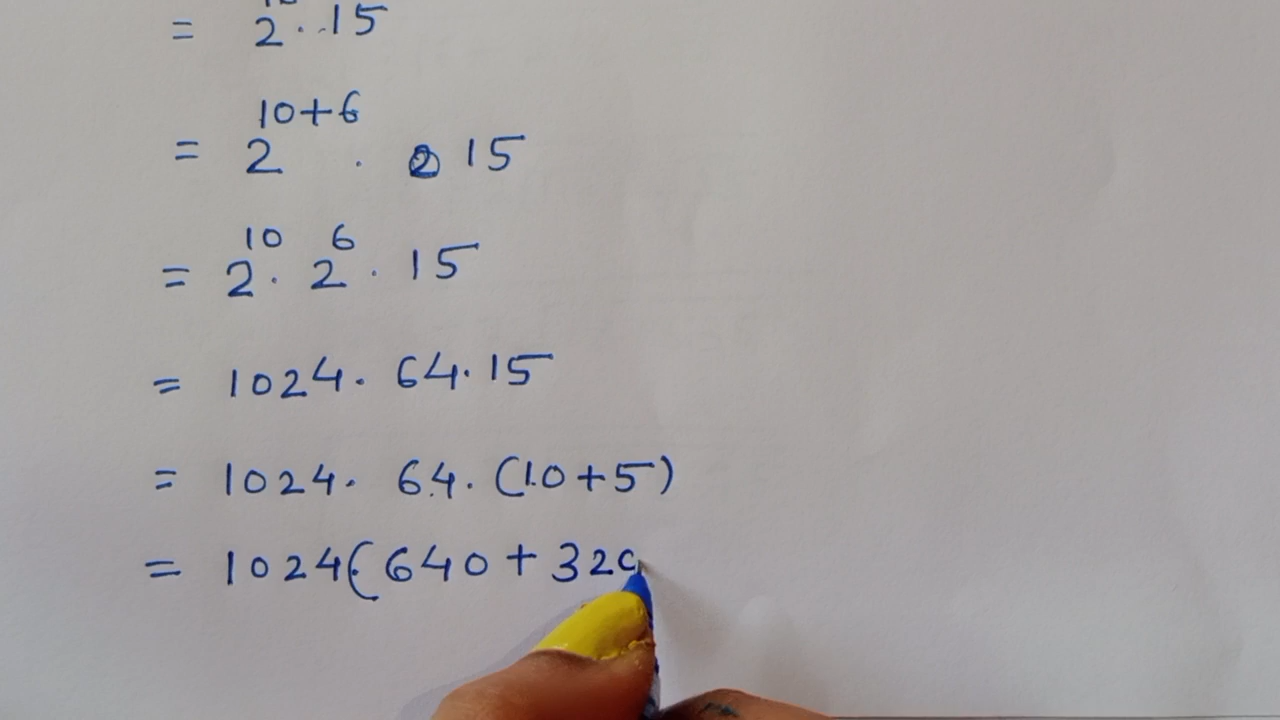 = 2 · 15
= 2^10+6 · 15
= 2^10 · 2^6 · 15
= 1024 · 64 · 15
= 1024 · 64 · (10+5)
= 1024(640 + 320